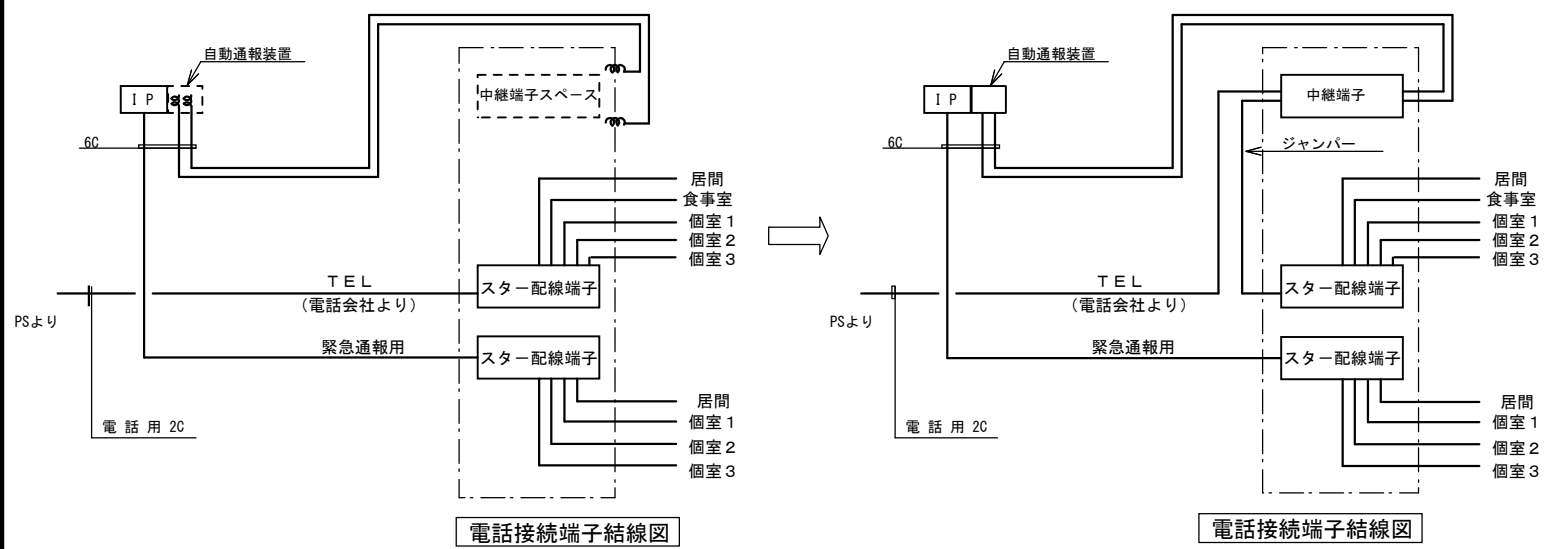 自動通報装置
ＩＰ
中継端子スペース
6C
居間
食事室
個室１
個室２
個室３
ＴＥＬ
スター配線端子
(電話会社より)
PSより
緊急通報用
スター配線端子
居間
個室１
電話用2C
個室２
個室３
電話接続端子結線図
自動通報装置
ＩＰ
中継端子
6C
ジャンパー
居間
食事室
個室１
個室２
個室３
ＴＥＬ
スター配線端子
(電話会社より)
PSより
緊急通報用
スター配線端子
居間
個室１
電話用2C
個室２
個室３
電話接続端子結線図